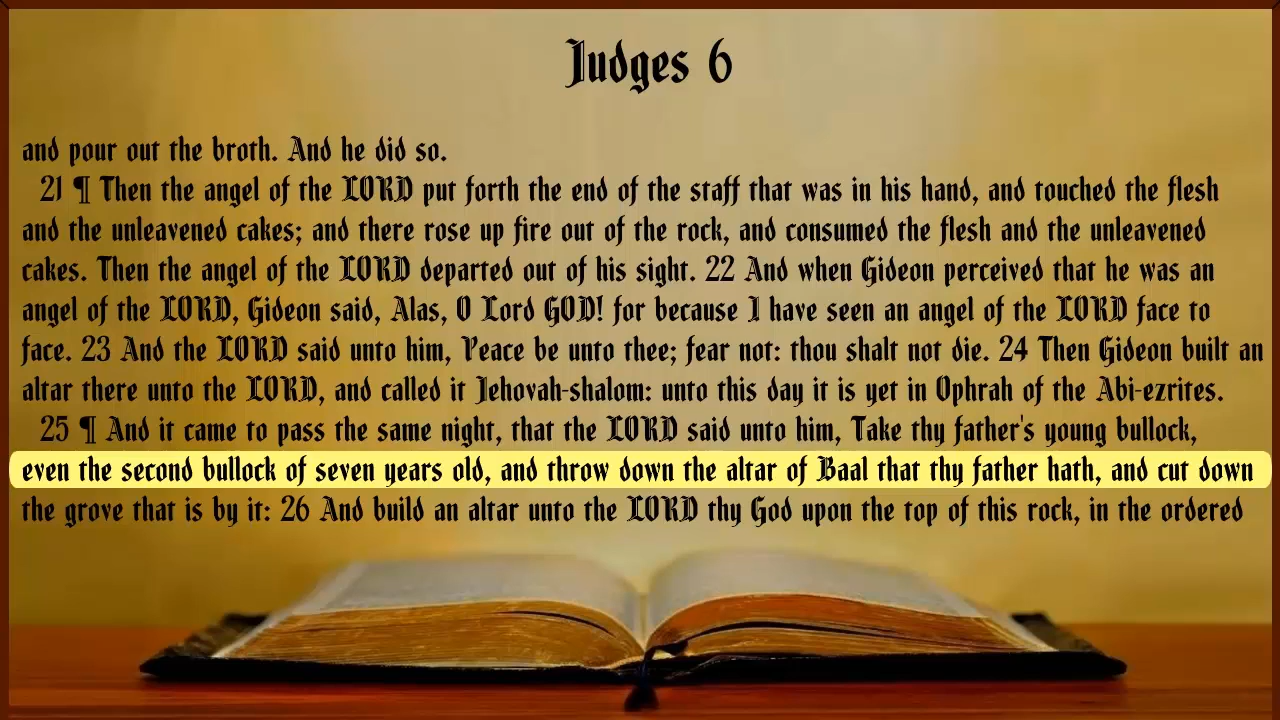 Judges 6
and pour out the broth. And he did so.
21 ¶ Then the angel of the LORD put forth the end of the staff that was in his hand, and touched the flesh
and the unleavened cakes; and there rose up fire out of the rock, and consumed the flesh and the unleavened
cakes. Then the angel of the LORD departed out of his sight. 22 And when Gideon perceived that he was an
angel of the LORD, Gideon said, Alas, O Lord GOD! for because I have seen an angel of the LORD face to
face. 23 And the LORD said unto him, Peace be unto thee; fear not: thou shalt not die. 24 Then Gideon built an
altar there unto the LORD, and called it Jehovah-shalom: unto this day it is yet in Ophrah of the Abi-ezrites.
25 ¶ And it came to pass the same night, that the LORD said unto him, Take thy father's young bullock,
even the second bullock of seven years old, and throw down the altar of Baal that thy father hath, and cut down
the grove that is by it: 26 And build an altar unto the LORD thy God upon the top of this rock, in the ordered